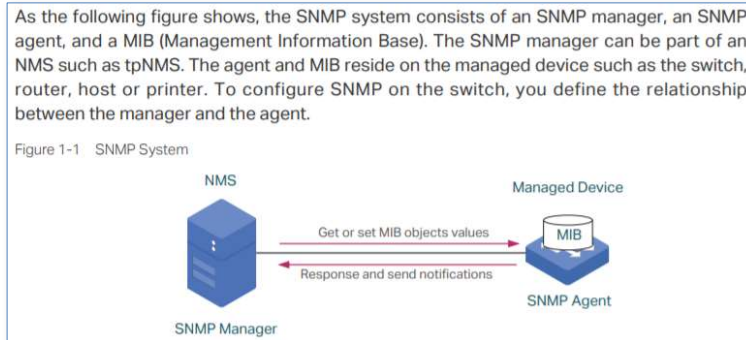 As the following figure shows, the SNMP system consists of an SNMP manager, an SNMP
agent, and a MIB (Management Information Base). The SNMP manager can be part of an
NMS such as tpNMS. The agent and MIB reside on the managed device such as the switch,
router, host or printer. To configure SNMP on the switch, you define the relationship
between the manager and the agent.
Figure 1-1 SNMP System
NMS
Managed Device
Get or set MIB objects values
MIB
Response and send notifications
SNMP Agent
SNMP Manager